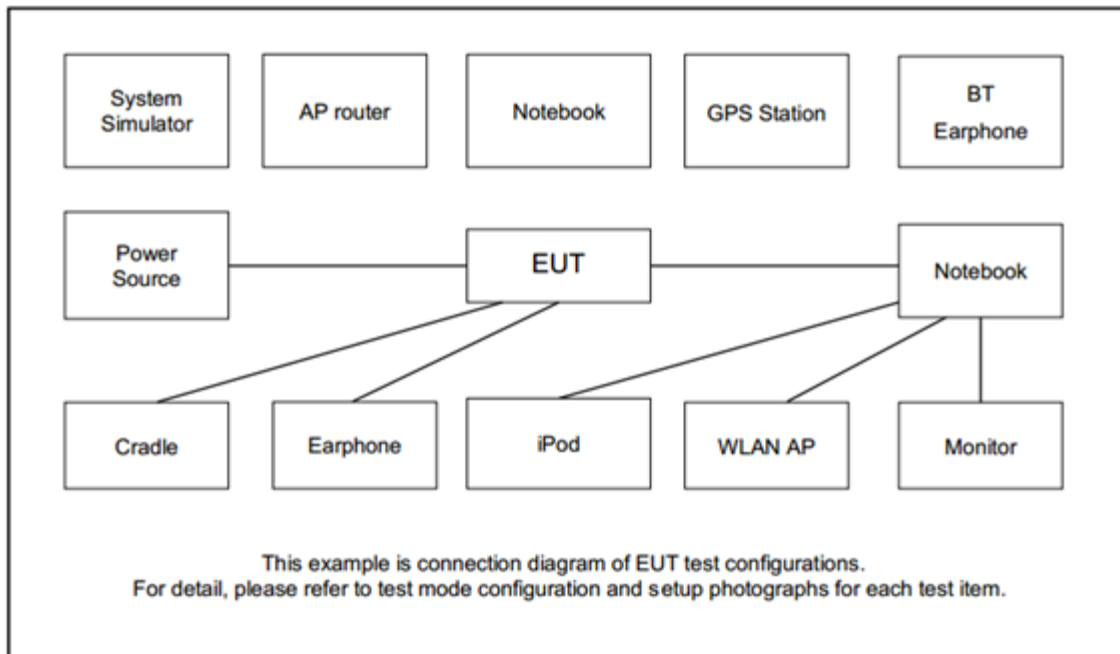 System
Simulator
AP router
Notebook
GPS Station
BT
Earphone
Power
Source
EUT
Notebook
Cradle
Earphone
iPod
WLAN AP
Monitor
This example is connection diagram of EUT test configurations.
For detail, please refer to test mode configuration and setup photographs for each test item.